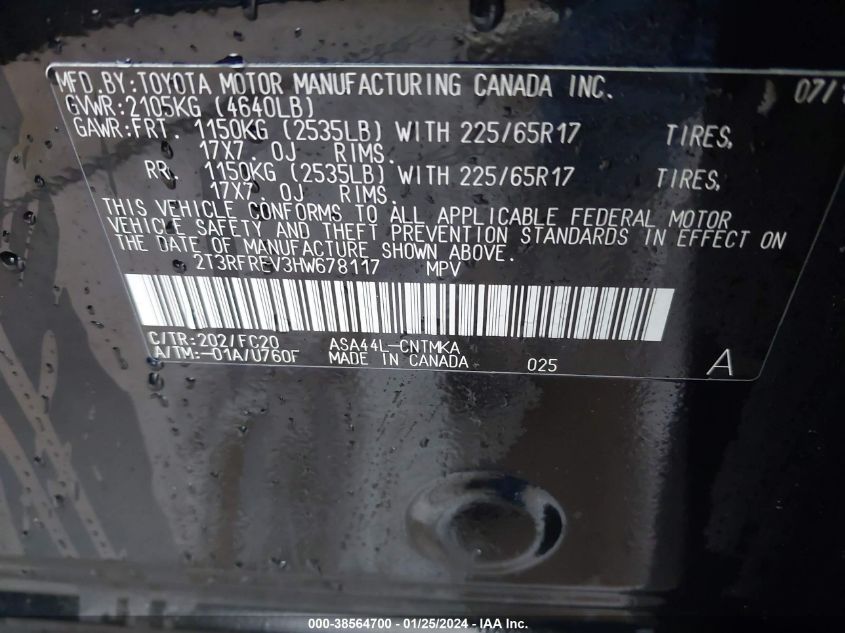 MFD. BY: TOYOTA MOTOR MANUFACTURING CANADA INC. 07/
GVWR: 2105KG (4640LB)
GAWR: FRT. 1150KG (2535LB) WITH 225/65R17 TIRES,
17X7.0J RIMS.
RR. 1150KG (2535LB) WITH 225/65R17 TIRES,
17X7.0J RIMS.
THIS VEHICLE CONFORMS TO ALL APPLICABLE FEDERAL MOTOR
VEHICLE SAFETY AND THEFT PREVENTION STANDARDS IN EFFECT ON
THE DATE OF MANUFACTURE SHOWN ABOVE.
2T3RFREV3HW678117 MPV
C/TR: 202/FC20 ASA44L-CNTMKA
A/TM: -01A/U760F MADE IN CANADA 025 A
000-38564700 - 01/25/2024 - IAA Inc.